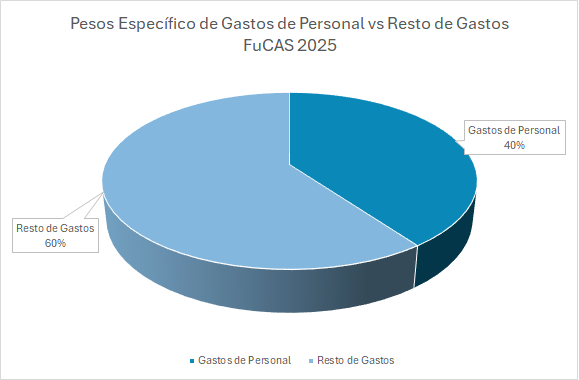 Pesos Específico de Gastos de Personal vs Resto de Gastos
FuCAS 2025
Gastos de Personal
40%
Resto de Gastos
60%
Gastos de Personal
Resto de Gastos